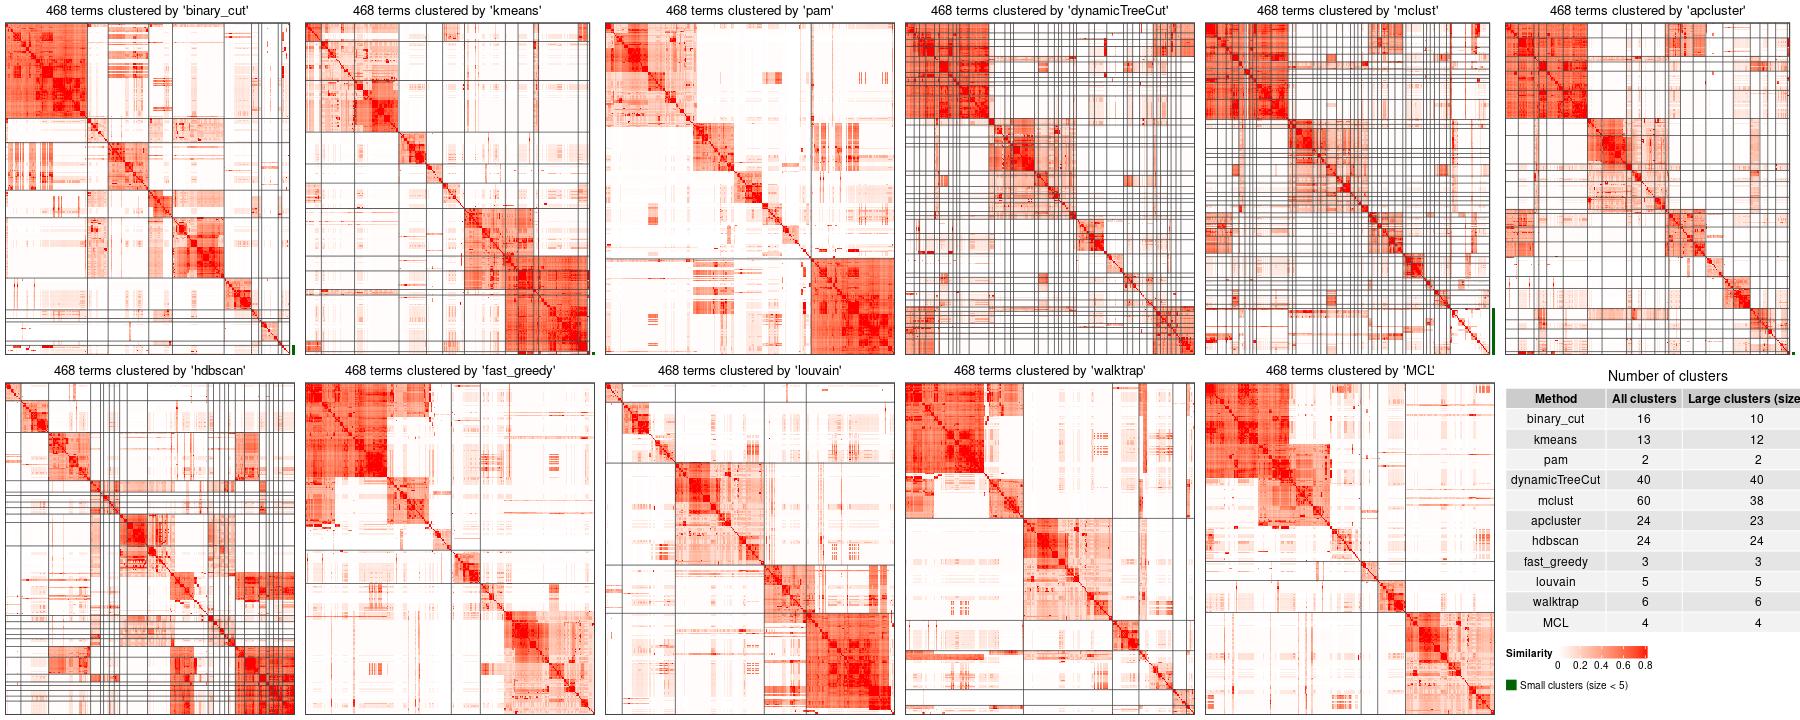 468 terms clustered by 'binary_cut'
468 terms clustered by 'kmeans'
468 terms clustered by 'pam'
468 terms clustered by 'dynamicTreeCut'
468 terms clustered by 'mclust'
468 terms clustered by 'apcluster'
468 terms clustered by 'hdbscan'
468 terms clustered by 'fast_greedy'
468 terms clustered by 'louvain'
468 terms clustered by 'walktrap'
468 terms clustered by 'MCL'
Number of clusters
Method All clusters Large clusters (size
binary_cut 16 10
kmeans 13 12
pam 2 2
dynamicTreeCut 40 40
mclust 60 38
apcluster 24 23
hdbscan 24 24
fast_greedy 3 3
louvain 5 5
walktrap 6 6
MCL 4 4
Similarity
0 0.2 0.4 0.6 0.8
Small clusters (size < 5)